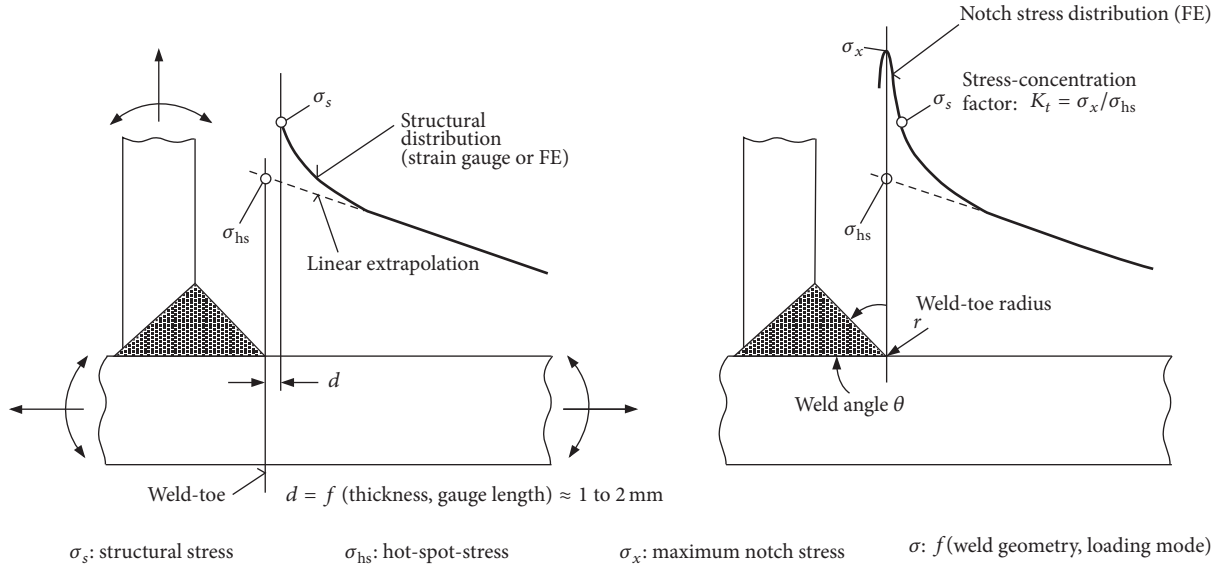 σs
Structural
distribution
(strain gauge or FE)
σhs
Linear extrapolation
d
Weld-toe
d = f (thickness, gauge length) ≈ 1 to 2 mm
Notch stress distribution (FE)
σx
Stress-concentration
factor: Kt = σx/σhs
σs
σhs
Weld-toe radius
r
Weld angle θ
σs: structural stress
σhs: hot-spot-stress
σx: maximum notch stress
σ: f(weld geometry, loading mode)